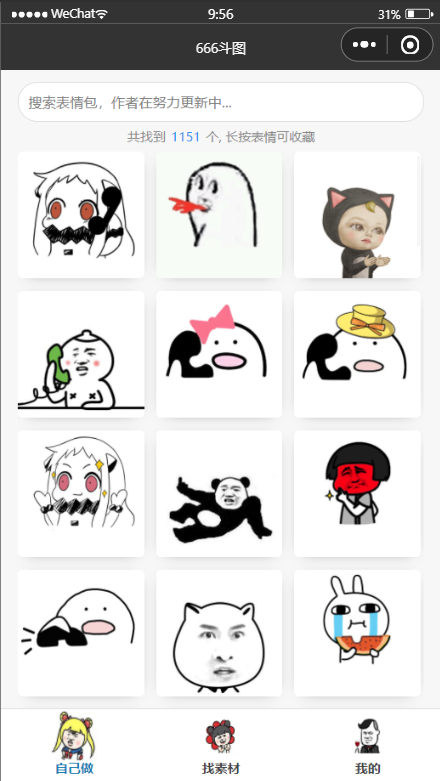 WeChat 9:56 31%
666斗图
搜索表情包，作者在努力更新中...
共找到 1151 个, 长按表情可收藏
自己做 找素材 我的